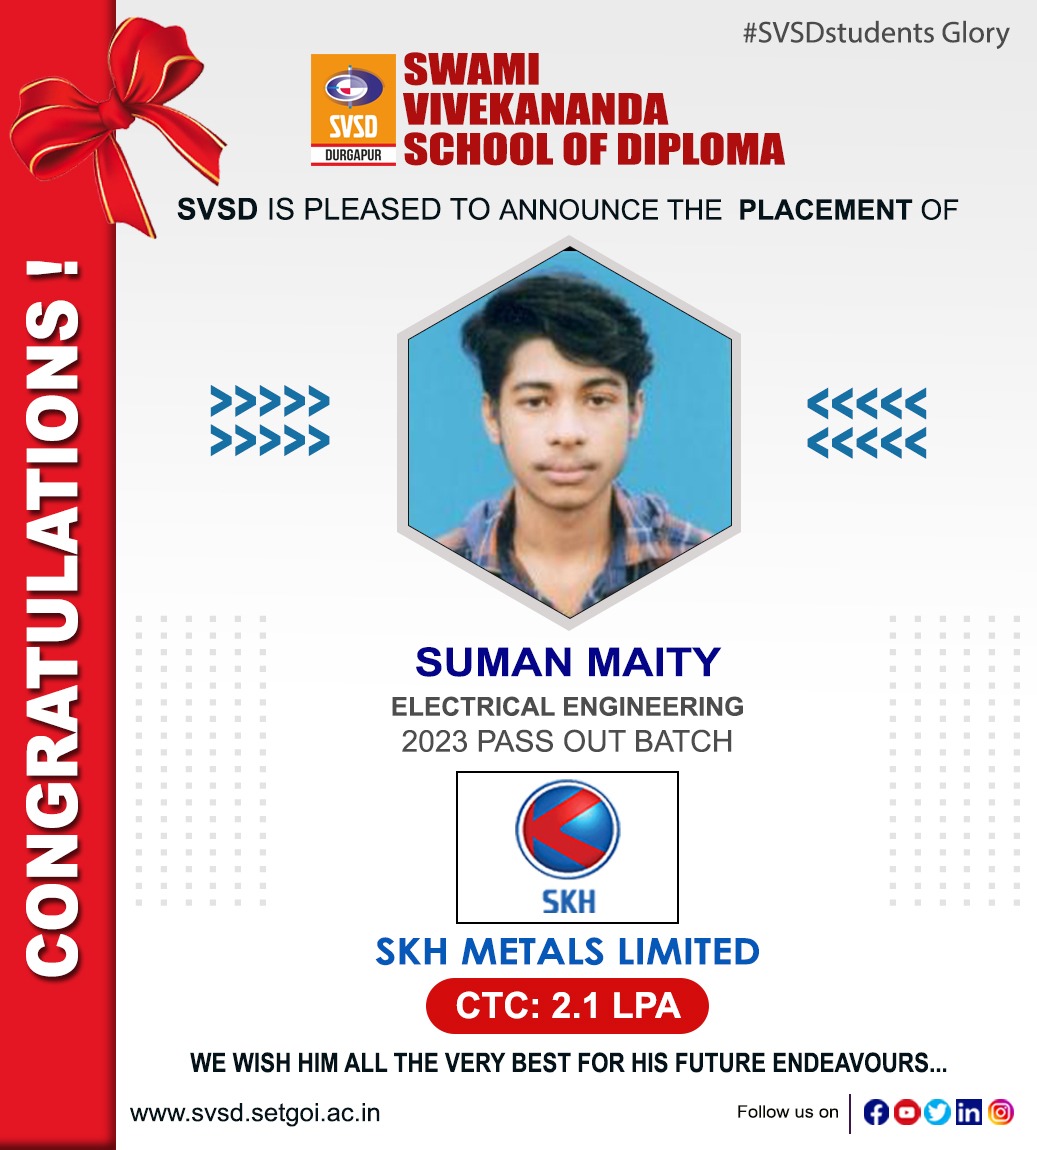 #SVSDstudents Glory
SWAMI
VIVEKANANDA
SCHOOL OF DIPLOMA
SVSD
DURGAPUR
SVSD IS PLEASED TO ANNOUNCE THE PLACEMENT OF
CONGRATULATIONS !
SUMAN MAITY
ELECTRICAL ENGINEERING
2023 PASS OUT BATCH
SKH
SKH METALS LIMITED
CTC: 2.1 LPA
WE WISH HIM ALL THE VERY BEST FOR HIS FUTURE ENDEAVOURS...
www.svsd.setgoi.ac.in
Follow us on